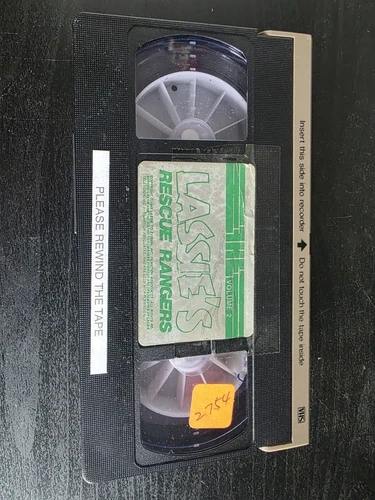 Insert this side into recorder
Do not touch the tape inside
VHS
VOLUME 2
LASSIE'S
RESCUE RANGERS
PLEASE REWIND THE TAPE
2754